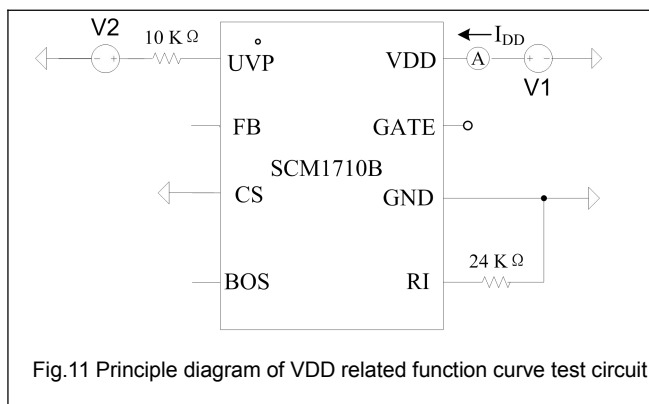 V2
10 K Ω
UVP
VDD
I_DD
A
V1
FB
GATE
SCM1710B
CS
GND
24 K Ω
BOS
RI
- +
+ -
Fig.11 Principle diagram of VDD related function curve test circuit